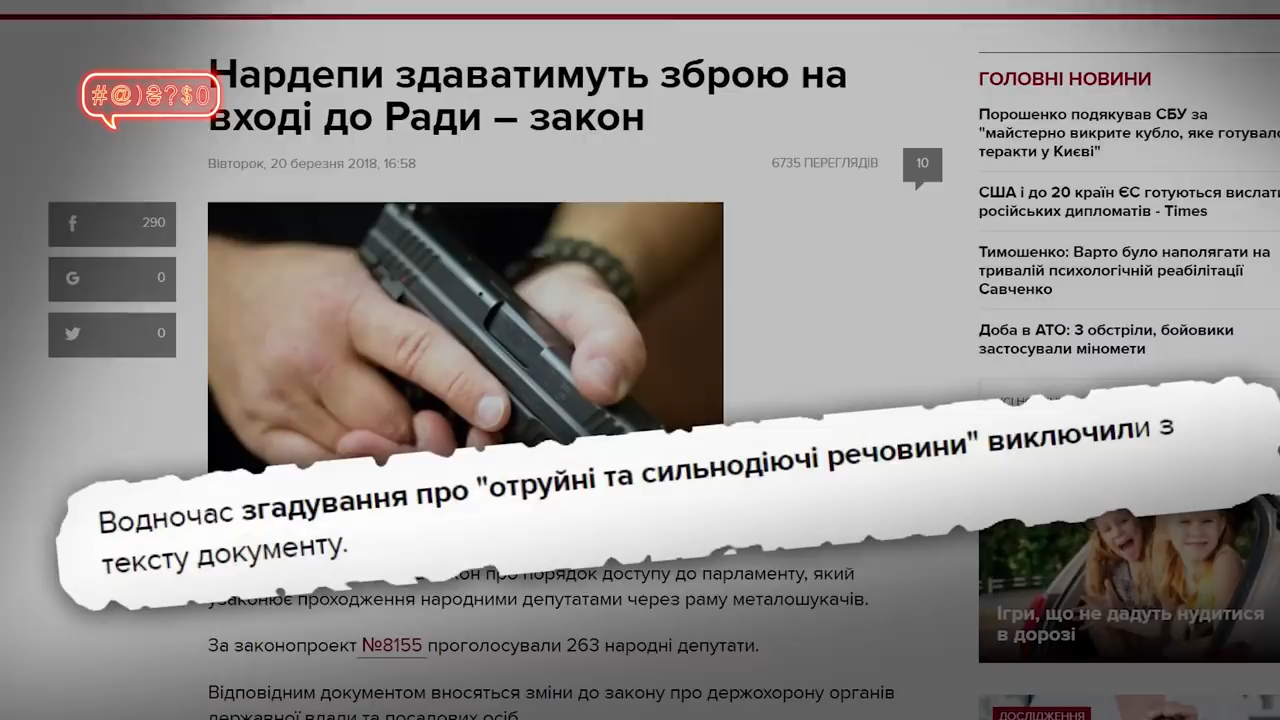 #@)₴?$0
Нардепи здаватимуть зброю на
вході до Ради – закон
Вівторок, 20 березня 2018, 16:58
6735 ПЕРЕГЛЯДІВ
10
290
0
0
Водночас згадування про "отруйні та сильнодіючі речовини" виключили з
тексту документу.
про порядок доступу до парламенту, який
узаконює проходження народними депутатами через раму металошукачів.
За законопроект №8155 проголосували 263 народні депутати.
Відповідним документом вносяться зміни до закону про держохорону органів
державної влади та посадових осіб.
ГОЛОВНІ НОВИНИ
Порошенко подякував СБУ за
"майстерно викрите кубло, яке готувало
теракти у Києві"
США і до 20 країн ЄС готуються вислати
російських дипломатів - Times
Тимошенко: Варто було наполягати на
тривалій психологічній реабілітації
Савченко
Доба в АТО: 3 обстріли, бойовики
застосували міномети
Ігри, що не дадуть нудитися
в дорозі
ДОСЛІДЖЕННЯ